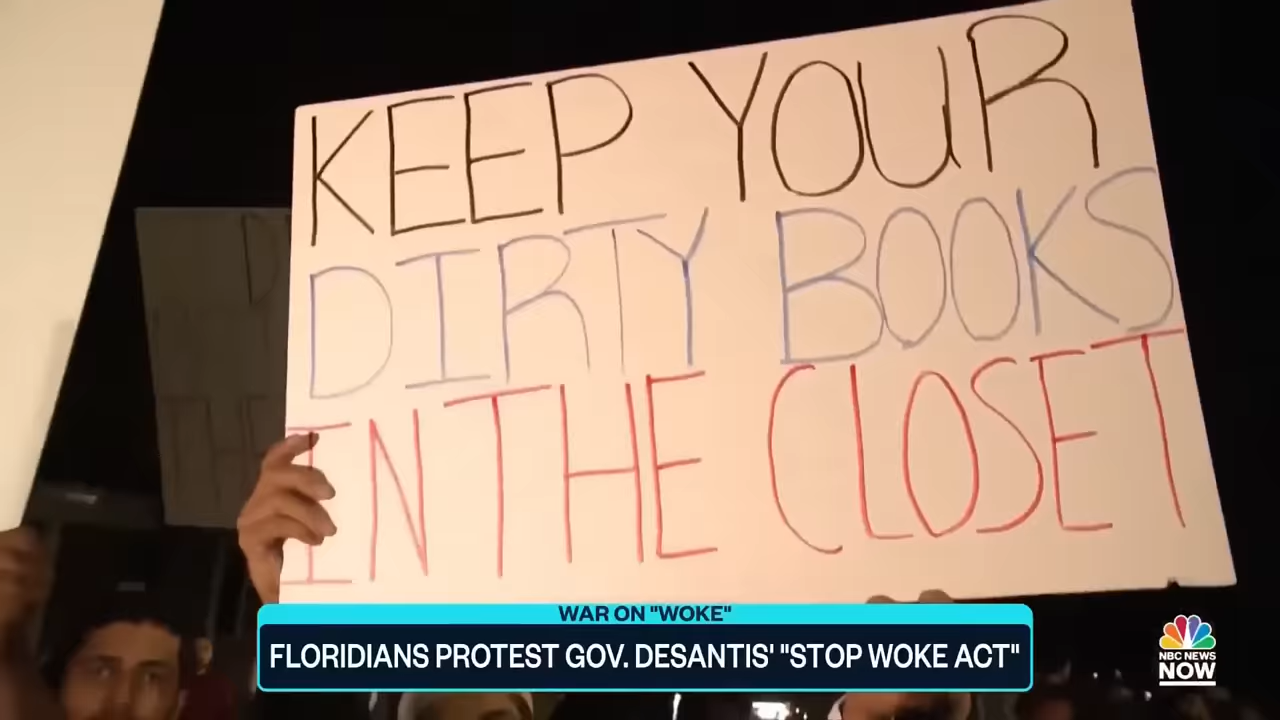 KEEP YOUR
DIRTY BOOKS
IN THE CLOSET
WAR ON "WOKE"
FLORIDIANS PROTEST GOV. DESANTIS' "STOP WOKE ACT"
NBC NEWS
NOW